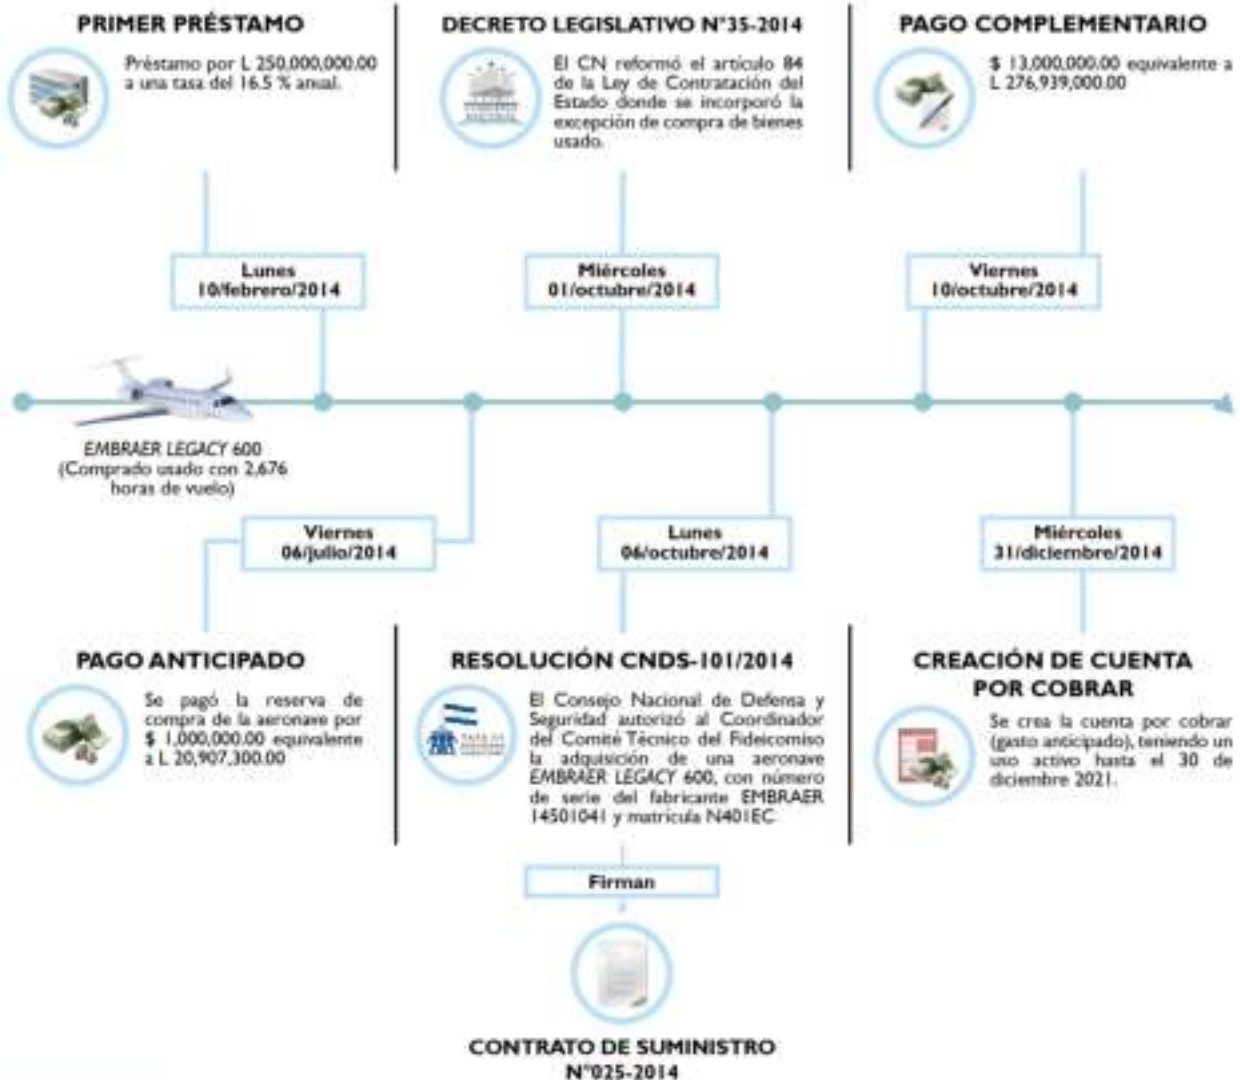 PRIMER PRÉSTAMO
Préstamo por L 250,000,000.00
a una tasa del 16.5 % anual.
DECRETO LEGISLATIVO N°35-2014
El CN reformó el artículo 84
de la Ley de Contratación del
Estado donde se incorporó la
excepción de compra de bienes
usado.
PAGO COMPLEMENTARIO
$ 13,000,000.00 equivalente a
L 276,939,000.00
Lunes
10/febrero/2014
Miércoles
01/octubre/2014
Viernes
10/octubre/2014
EMBRAER LEGACY 600
(Comprado usado con 2,676
horas de vuelo)
Viernes
06/julio/2014
Lunes
06/octubre/2014
Miércoles
31/diciembre/2014
PAGO ANTICIPADO
Se pagó la reserva de
compra de la aeronave por
$ 1,000,000.00 equivalente
a L 20,907,300.00
RESOLUCIÓN CNDS-101/2014
El Consejo Nacional de Defensa y
Seguridad autorizó al Coordinador
del Comité Técnico del Fideicomiso
la adquisición de una aeronave
EMBRAER LEGACY 600, con número
de serie del fabricante EMBRAER
14501041 y matrícula N401EC
CREACIÓN DE CUENTA
POR COBRAR
Se crea la cuenta por cobrar
(gasto anticipado), teniendo un
uso activo hasta el 30 de
diciembre 2021.
Firman
CONTRATO DE SUMINISTRO
N°025-2014